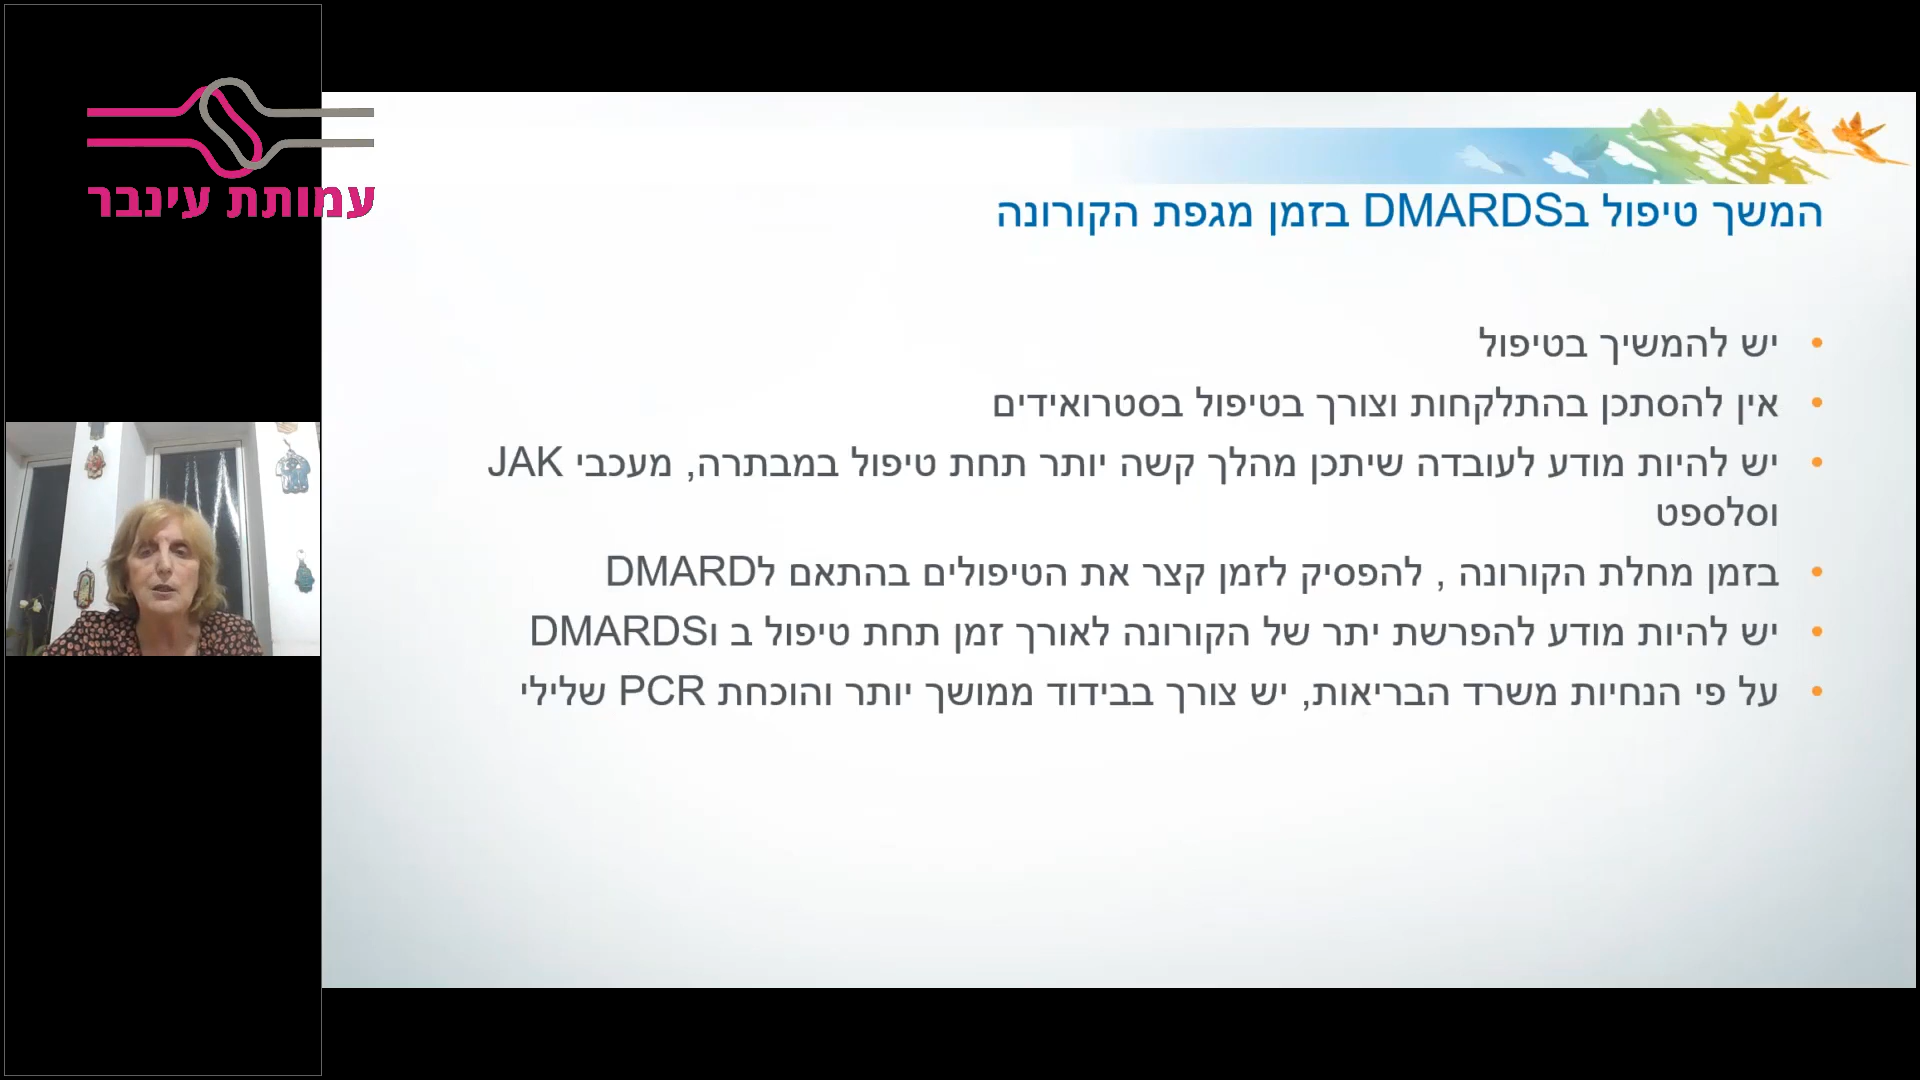 עמותת עינבר
המשך טיפול בDMARDS בזמן מגפת הקורונה
• יש להמשיך בטיפול
• אין להסתכן בהתלקחות וצורך בטיפול בסטרואידים
• יש להיות מודע לעובדה שיתכן מהלך קשה יותר תחת טיפול במבתרה, מעכבי JAK
וסלספט
• בזמן מחלת הקורונה , להפסיק לזמן קצר את הטיפולים בהתאם לDMARD
• יש להיות מודע להפרשת יתר של הקורונה לאורך זמן תחת טיפול ב וDMARDS
• על פי הנחיות משרד הבריאות, יש צורך בבידוד ממושך יותר והוכחת PCR שלילי